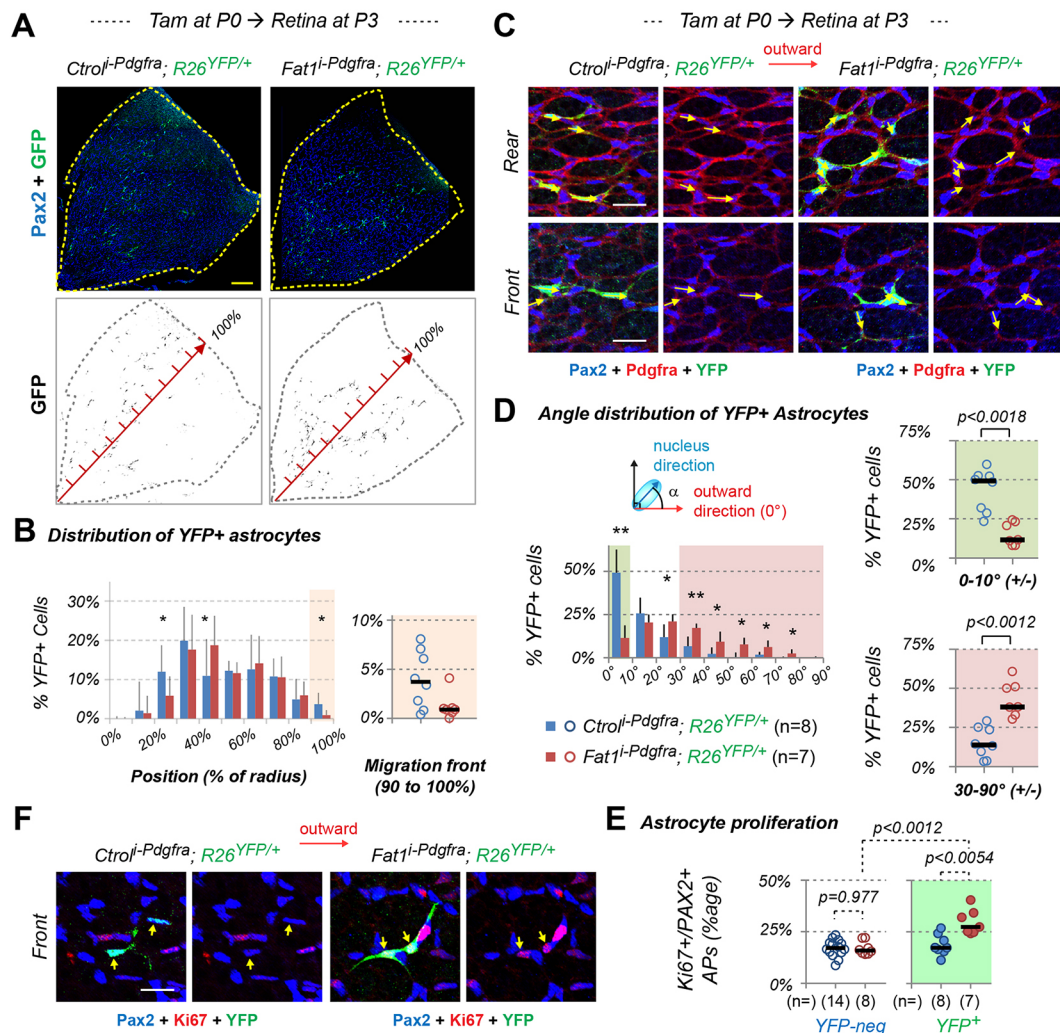 A
Tam at P0 → Retina at P3
Ctrol i-Pdgfra; R26 YFP/+
Fat1 i-Pdgfra; R26 YFP/+
Pax2 + GFP
GFP
100%
100%
B Distribution of YFP+ astrocytes
% YFP+ Cells
30%
20%
10%
0%
* * *
0% 20% 40% 60% 80% 100%
Position (% of radius)
10%
5%
0%
Migration front
(90 to 100%)
C
Tam at P0 → Retina at P3
outward
Ctrol i-Pdgfra; R26 YFP/+
Fat1 i-Pdgfra; R26 YFP/+
Rear
Front
Pax2 + Pdgfra + YFP
Pax2 + Pdgfra + YFP
D Angle distribution of YFP+ Astrocytes
nucleus
direction
α
outward
direction (0°)
% YFP+ cells
50%
25%
0%
** * ** * * * *
0° 10° 20° 30° 40° 50° 60° 70° 80° 90°
Ctrol i-Pdgfra; R26 YFP/+ (n=8)
Fat1 i-Pdgfra; R26 YFP/+ (n=7)
p<0.0018
% YFP+ cells
75%
50%
25%
0%
0-10° (+/-)
p<0.0012
% YFP+ cells
75%
50%
25%
0%
30-90° (+/-)
E Astrocyte proliferation
p<0.0012
p<0.0054
p=0.977
Ki67+/PAX2+
APs (%age)
50%
25%
0%
(n=) (14) (8)
YFP-neg
(n=) (8) (7)
YFP+
F
outward
Ctrol i-Pdgfra; R26 YFP/+
Fat1 i-Pdgfra; R26 YFP/+
Front
Pax2 + Ki67 + YFP
Pax2 + Ki67 + YFP